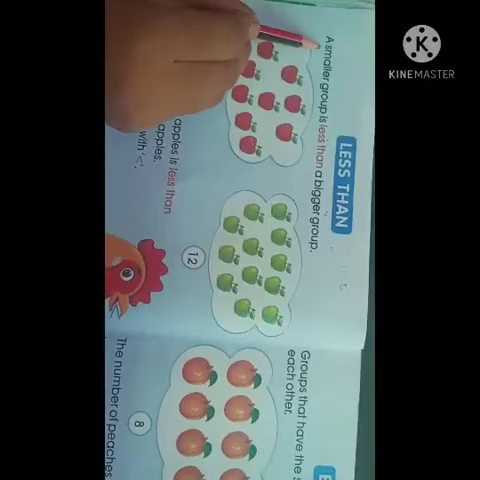 LESS THAN
A smaller group is less than a bigger group.
12
apples is less than
apples.
with '<'.
Groups that have the
each other.
8
The number of peaches
K
KINEMASTER